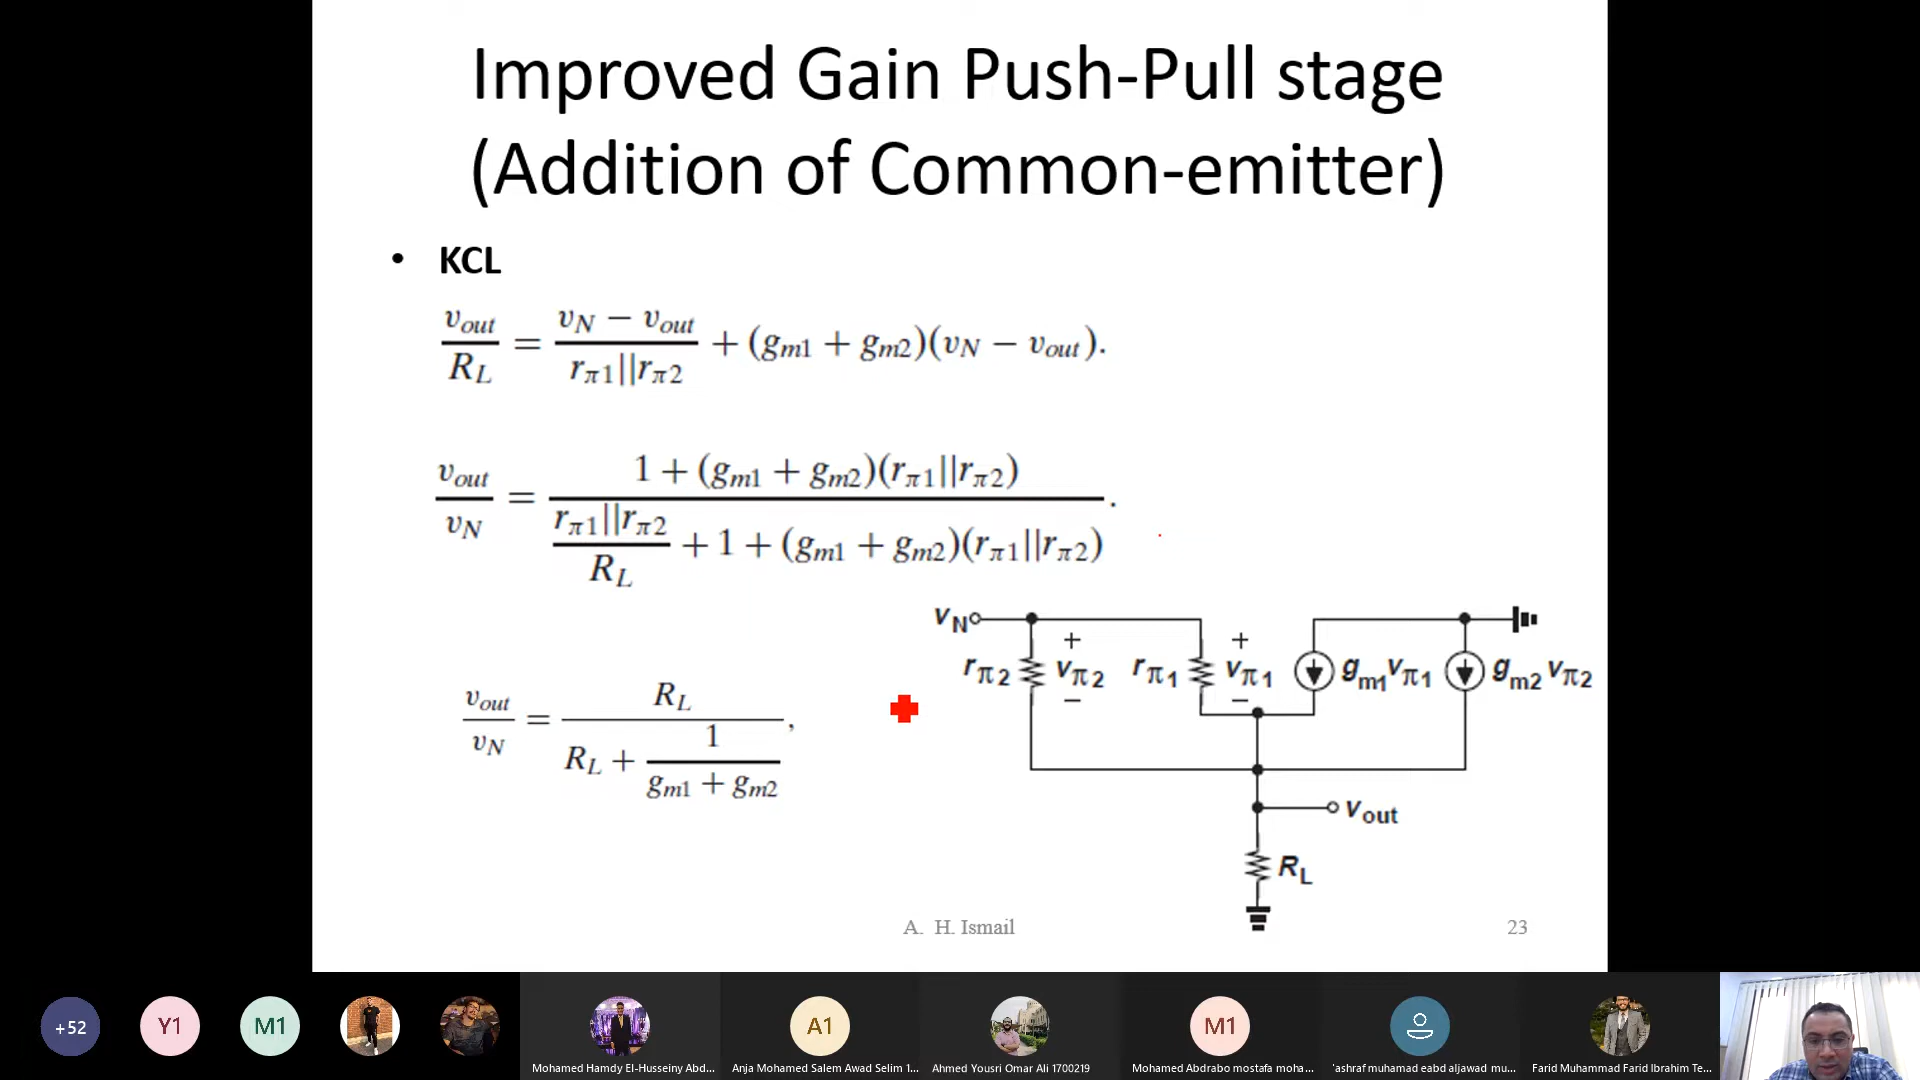 Improved Gain Push-Pull stage
(Addition of Common-emitter)
• KCL
v_out / R_L = (v_N − v_out) / (r_π1||r_π2) + (g_m1 + g_m2)(v_N − v_out).
v_out / v_N = (1 + (g_m1 + g_m2)(r_π1||r_π2)) / ((r_π1||r_π2) / R_L + 1 + (g_m1 + g_m2)(r_π1||r_π2)).
v_out / v_N = R_L / (R_L + 1 / (g_m1 + g_m2)),
v_N
r_π2 + v_π2 − r_π1 + v_π1 − g_m1 v_π1 g_m2 v_π2
v_out
R_L
A. H. Ismail
23
+52
Y1
M1
A1
M1
Mohamed Hamdy El-Husseiny Abd...
Anja Mohamed Salem Awad Selim 1...
Ahmed Yousri Omar Ali 1700219
Mohamed Abdrabo mostafa moha...
'ashraf muhamad eabd aljawad mu...
Farid Muhammad Farid Ibrahim Te...